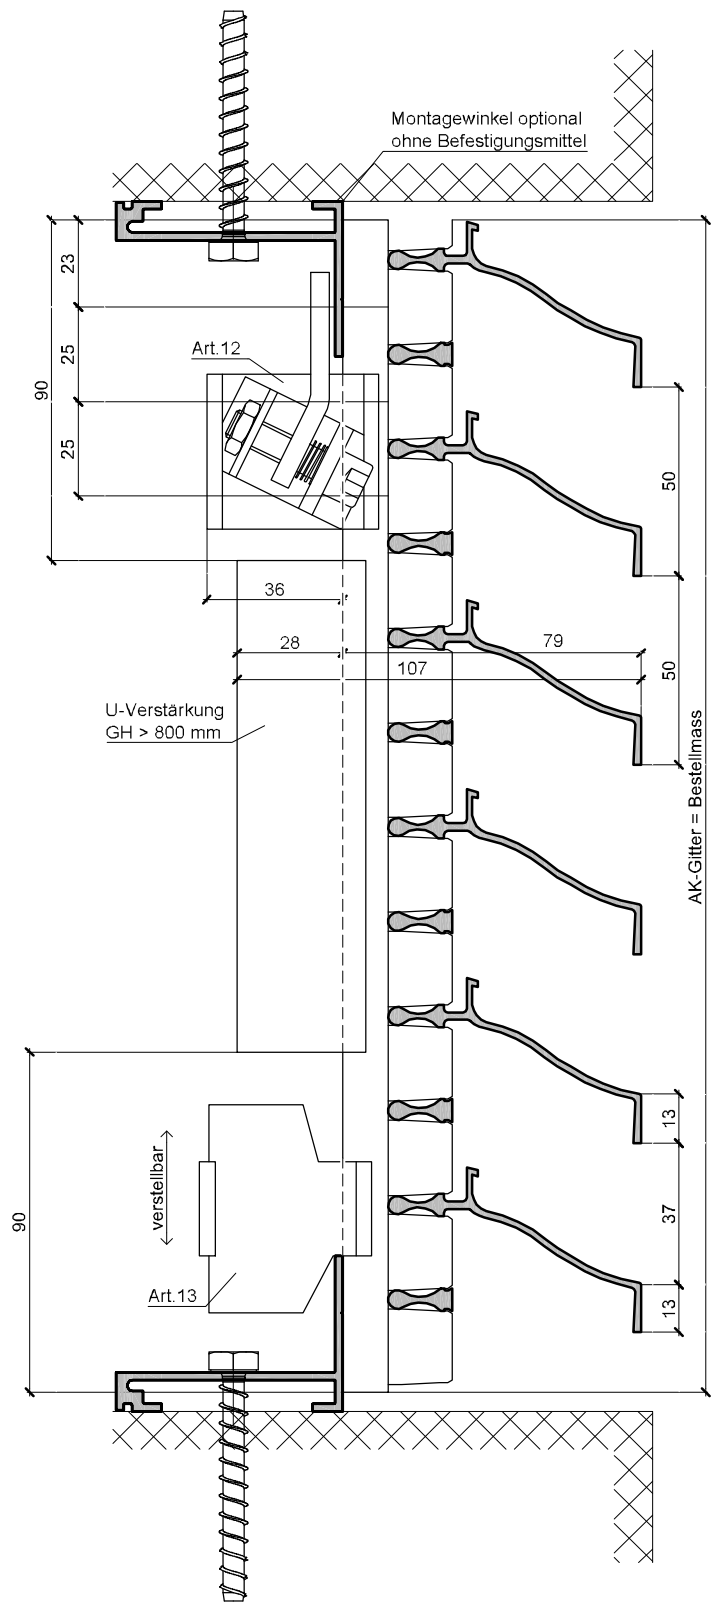 Montagewinkel optional
ohne Befestigungsmittel
23
25
90
Art.12
25
50
36
28
79
107
50
U-Verstärkung
GH > 800 mm
AK-Gitter = Bestellmass
13
verstellbar
37
90
Art.13
13